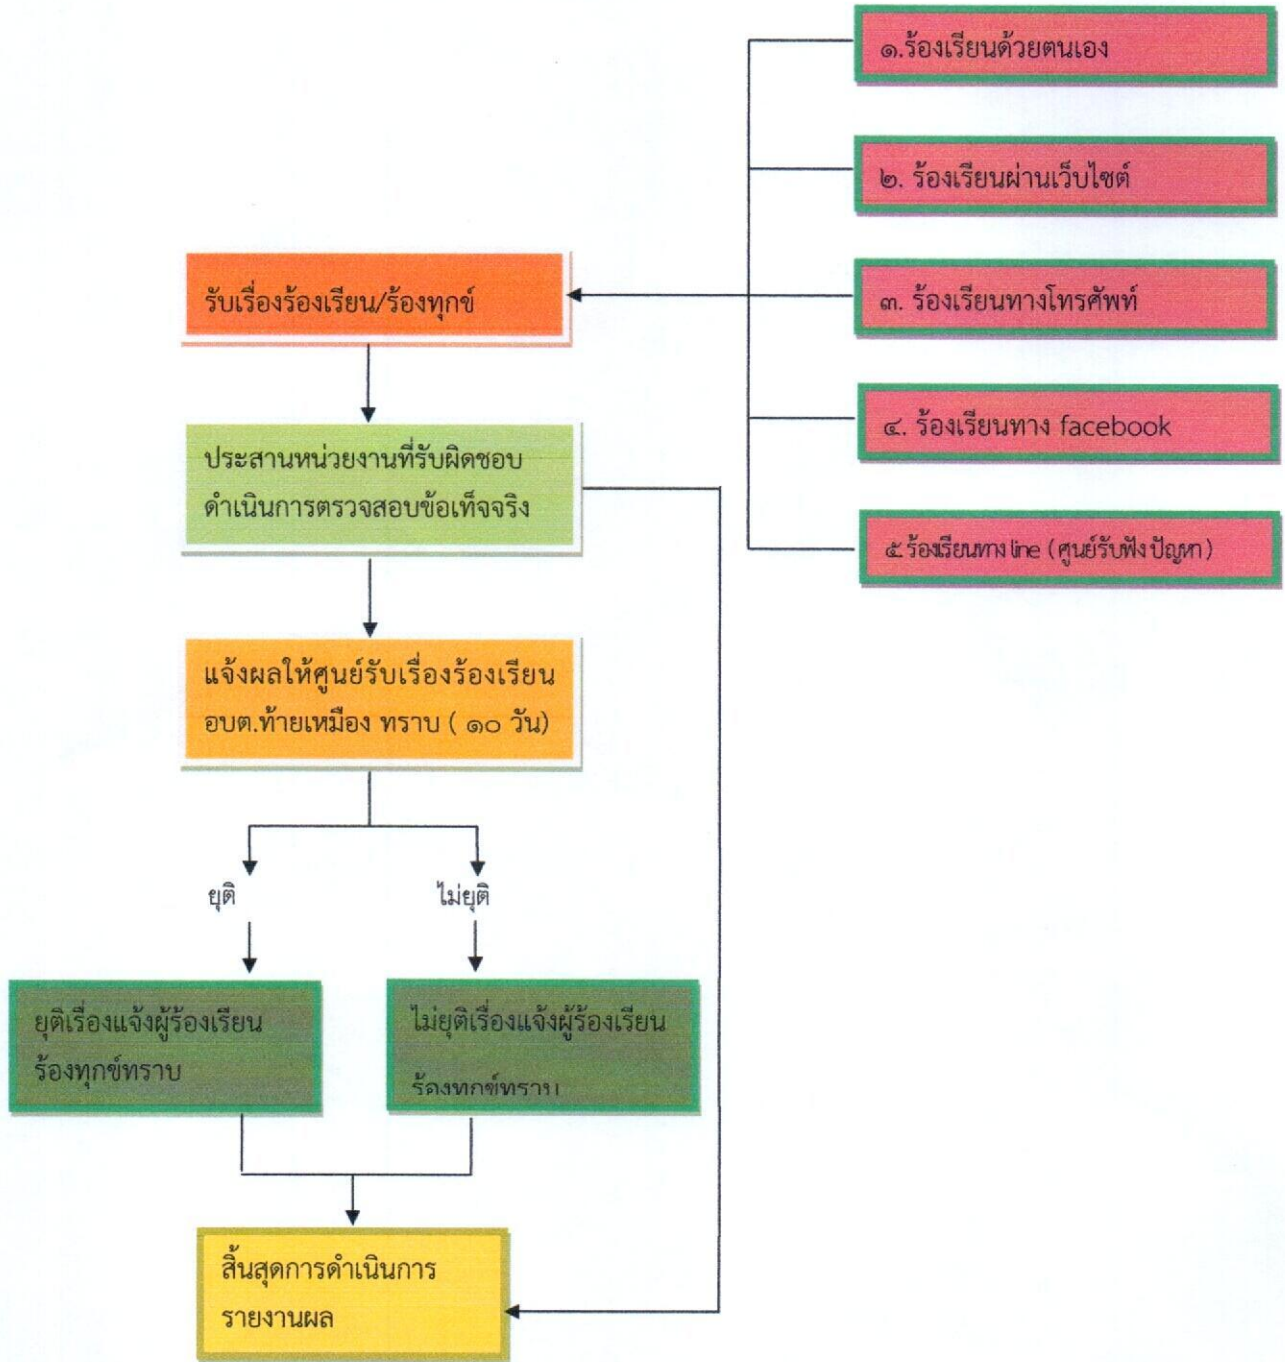 ๑.ร้องเรียนด้วยตนเอง
๒. ร้องเรียนผ่านเว็บไซต์
๓. ร้องเรียนทางโทรศัพท์
๔. ร้องเรียนทาง facebook
๕.ร้องเรียนทาง line (ศูนย์รับฟังปัญหา)
รับเรื่องร้องเรียน/ร้องทุกข์
ประสานหน่วยงานที่รับผิดชอบ
ดำเนินการตรวจสอบข้อเท็จจริง
แจ้งผลให้ศูนย์รับเรื่องร้องเรียน
อบต.ท้ายเหมือง ทราบ ( ๑๐ วัน)
ยุติ
ไม่ยุติ
ยุติเรื่องแจ้งผู้ร้องเรียน
ร้องทุกข์ทราบ
ไม่ยุติเรื่องแจ้งผู้ร้องเรียน
ร้องทุกข์ทราบ
สิ้นสุดการดำเนินการ
รายงานผล